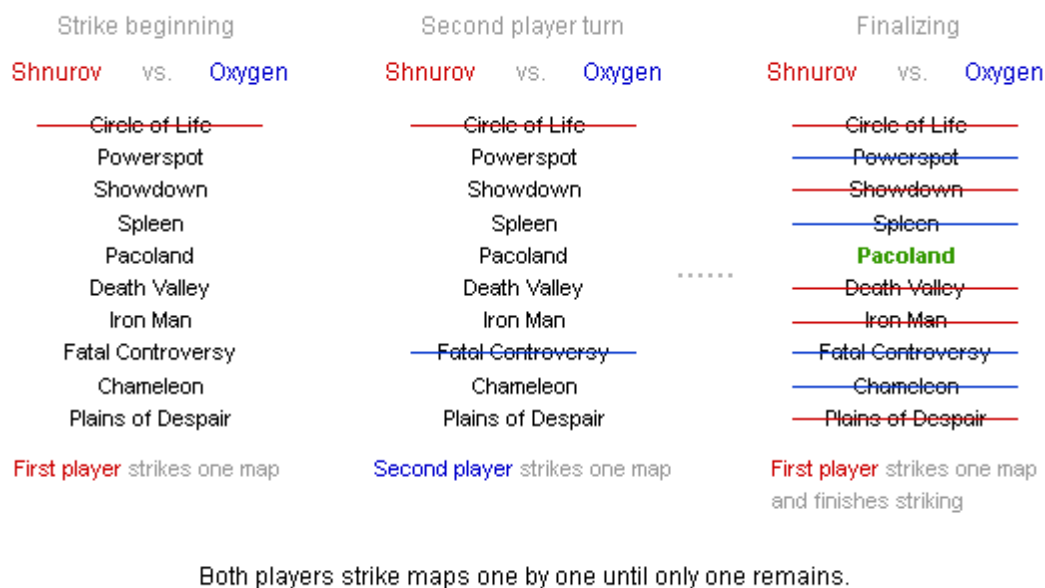 Strike beginning
Shnurov vs. Oxygen
Circle of Life
Powerspot
Showdown
Spleen
Pacoland
Death Valley
Iron Man
Fatal Controversy
Chameleon
Plains of Despair
First player strikes one map
Second player turn
Shnurov vs. Oxygen
Circle of Life
Powerspot
Showdown
Spleen
Pacoland
Death Valley
Iron Man
Fatal Controversy
Chameleon
Plains of Despair
Second player strikes one map
......
Finalizing
Shnurov vs. Oxygen
Circle of Life
Powerspot
Showdown
Spleen
Pacoland
Death Valley
Iron Man
Fatal Controversy
Chameleon
Plains of Despair
First player strikes one map
and finishes striking
Both players strike maps one by one until only one remains.